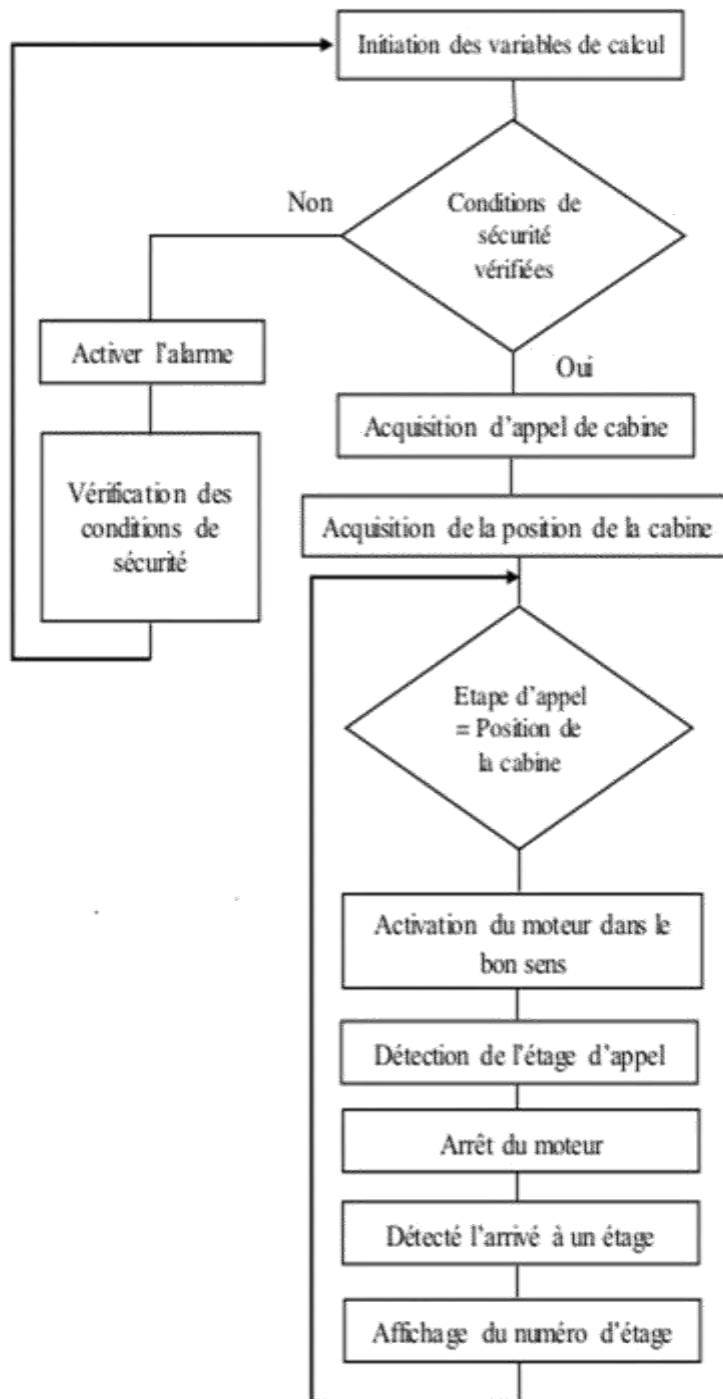 Initiation des variables de calcul
Non
Conditions de
sécurité
vérifiées
Activer l'alarme
Oui
Acquisition d'appel de cabine
Vérification des
conditions de
sécurité
Acquisition de la position de la cabine
Etape d'appel
= Position de
la cabine
Activation du moteur dans le
bon sens
Détection de l'étage d'appel
Arrêt du moteur
Détecté l'arrivé à un étage
Affichage du numéro d'étage